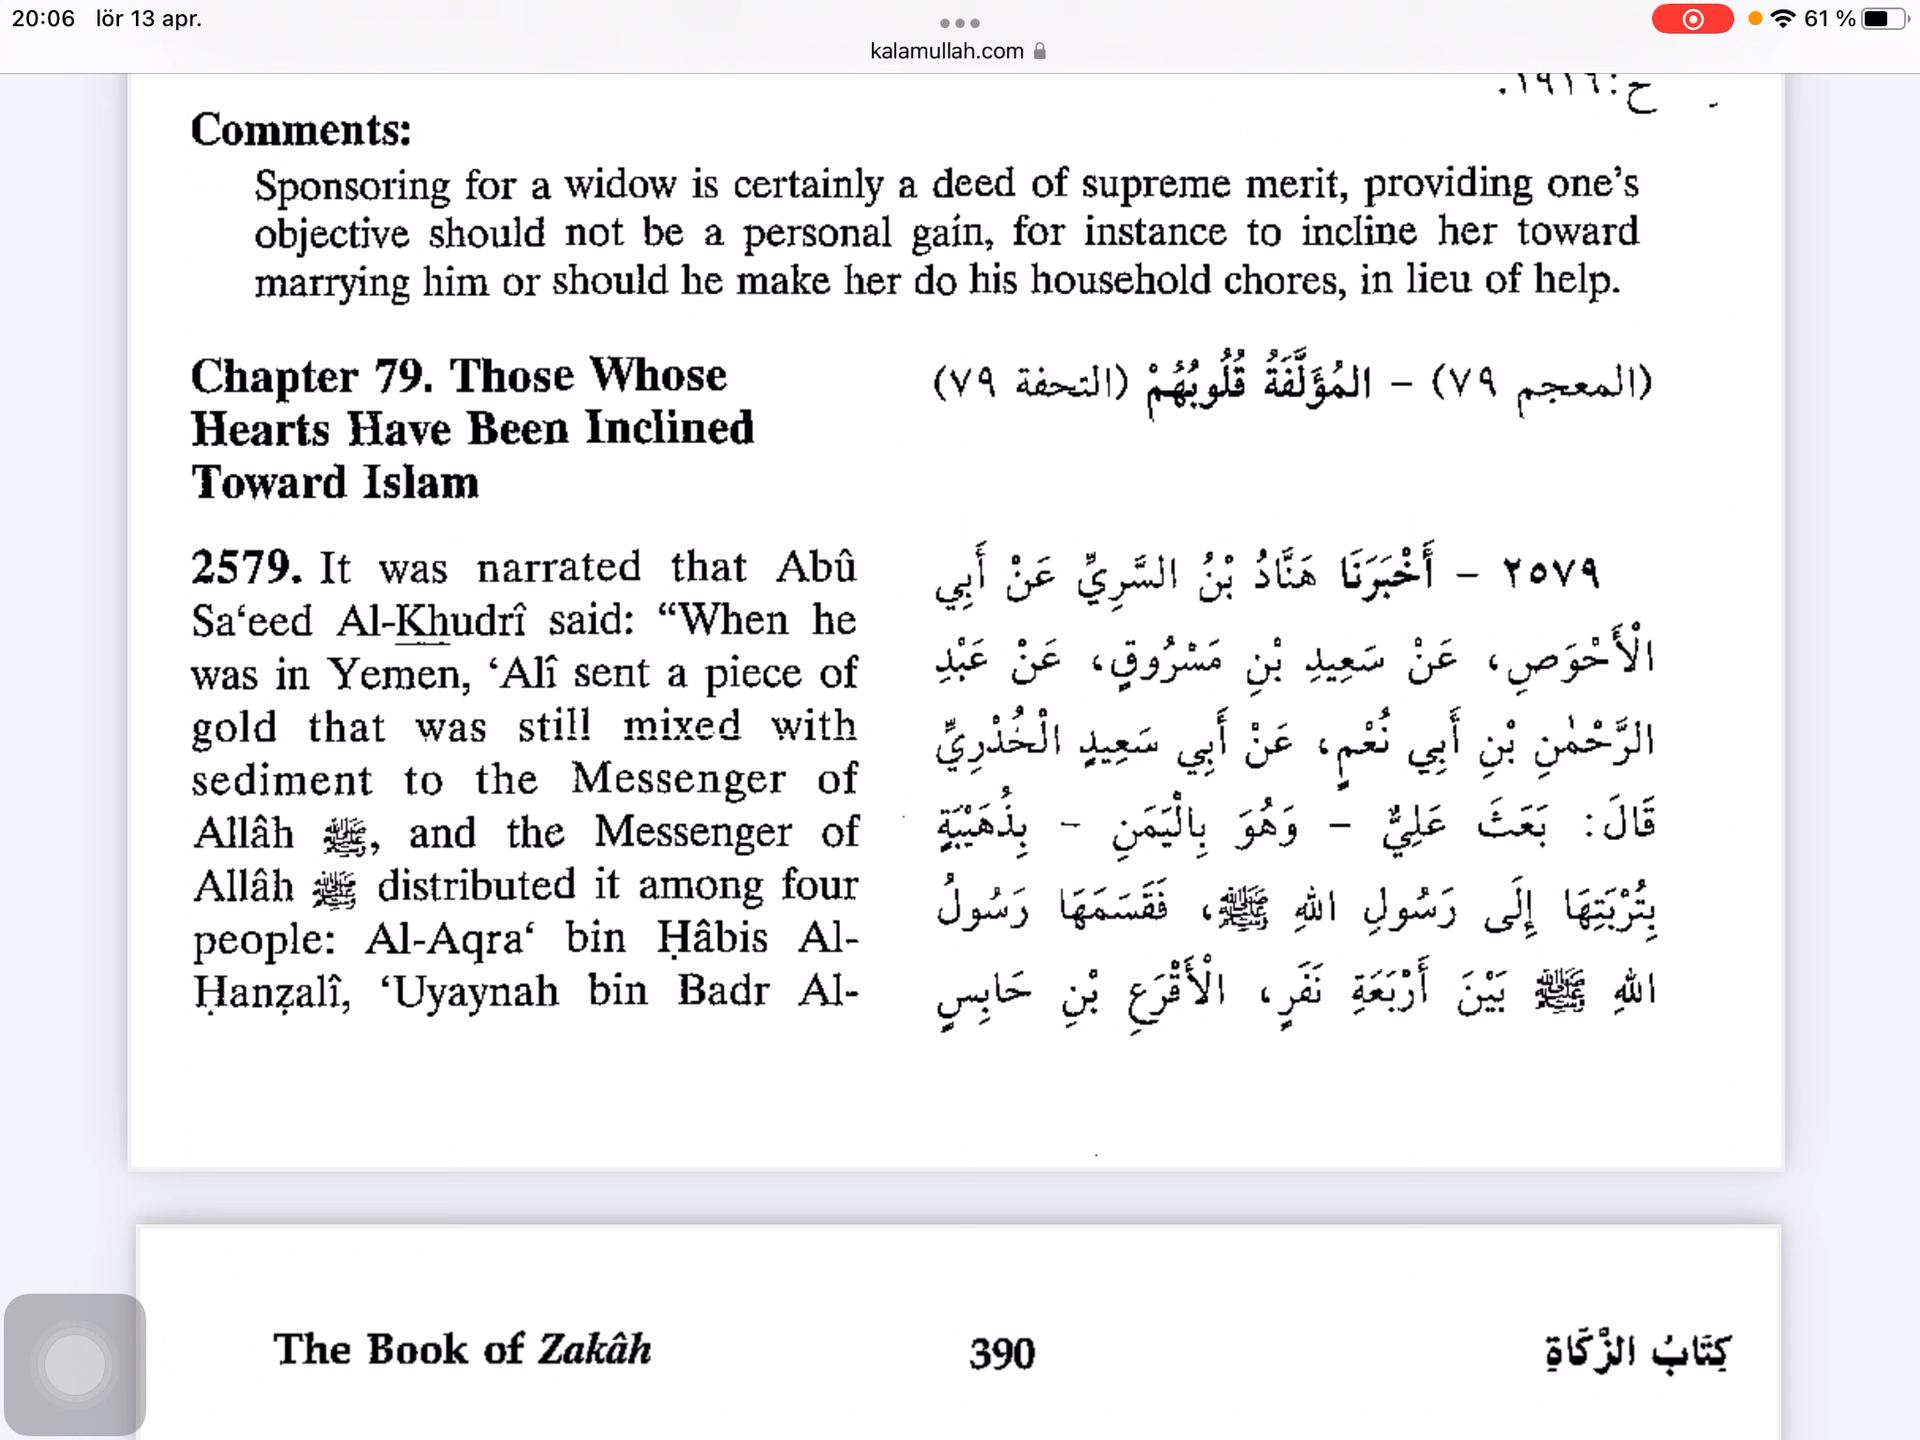 20:06 lör 13 apr.
61 %
kalamullah.com
ح:١٩١٦.
Comments:
Sponsoring for a widow is certainly a deed of supreme merit, providing one's
objective should not be a personal gain, for instance to incline her toward
marrying him or should he make her do his household chores, in lieu of help.
Chapter 79. Those Whose
Hearts Have Been Inclined
Toward Islam
(المعجم ٧٩) – المُؤَلَّفَةُ قُلُوبُهُمْ (التحفة ٧٩)
2579. It was narrated that Abû
Sa‘eed Al-Khudrî said: “When he
was in Yemen, ‘Alî sent a piece of
gold that was still mixed with
sediment to the Messenger of
Allâh ﷺ, and the Messenger of
Allâh ﷺ distributed it among four
people: Al-Aqra‘ bin Ḥâbis Al-
Ḥanẓalî, ‘Uyaynah bin Badr Al-
٢٥٧٩ – أَخْبَرَنَا هَنَّادُ بْنُ السَّرِيِّ عَنْ أَبِي
الْأَحْوَصِ، عَنْ سَعِيدِ بْنِ مَسْرُوقٍ، عَنْ عَبْدِ
الرَّحْمٰنِ بْنِ أَبِي نُعْمٍ، عَنْ أَبِي سَعِيدٍ الْخُدْرِيِّ
قَالَ: بَعَثَ عَلِيٌّ – وَهُوَ بِالْيَمَنِ – بِذُهَيْبَةٍ
بِتُرْبَتِهَا إِلَى رَسُولِ اللهِ ﷺ، فَقَسَمَهَا رَسُولُ
اللهِ ﷺ بَيْنَ أَرْبَعَةِ نَفَرٍ، الْأَقْرَعِ بْنِ حَابِسٍ
The Book of Zakâh
390
كِتَابُ الزَّكَاةِ